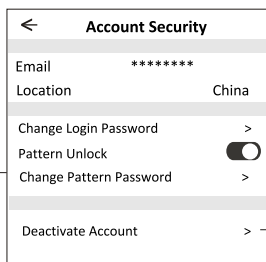 Account Security
Email ********
Location China
Change Login Password >
Pattern Unlock
Change Pattern Password >
Deactivate Account >